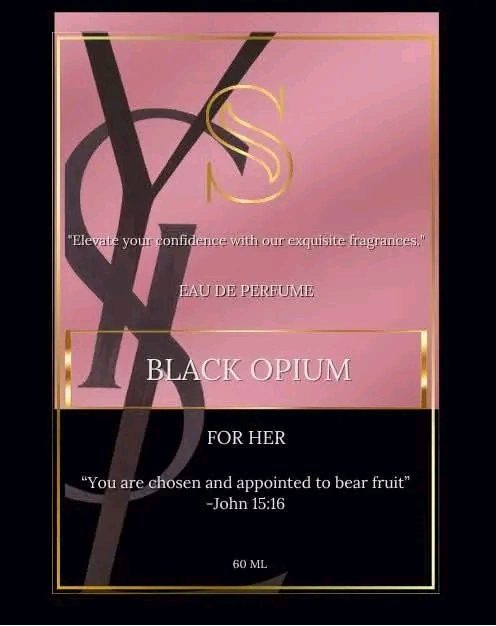 YSL
S
"Elevate your confidence with our exquisite fragrances."
EAU DE PERFUME
BLACK OPIUM
FOR HER
“You are chosen and appointed to bear fruit”
-John 15:16
60 ML